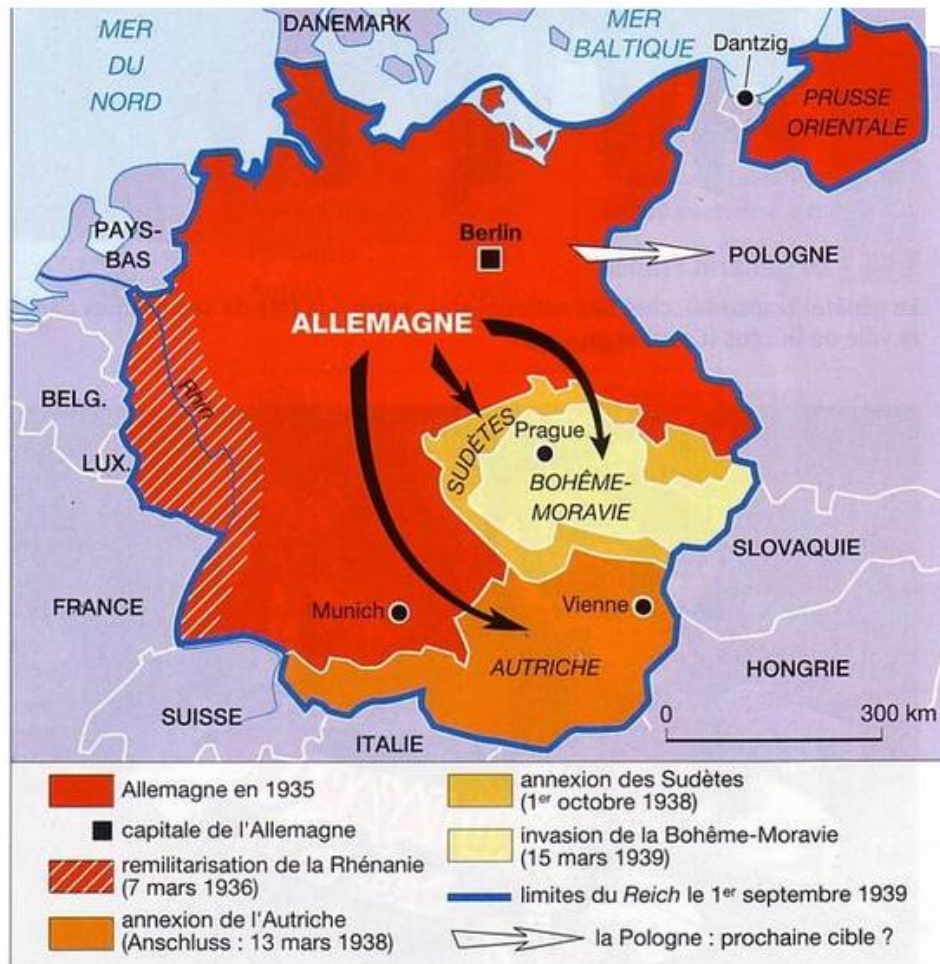 MER
DU
NORD
DANEMARK
MER
BALTIQUE
Dantzig
PRUSSE
ORIENTALE
PAYS-
BAS
Berlin
POLOGNE
ALLEMAGNE
Rhin
BELG.
LUX.
SUDÈTES
Prague
BOHÊME-
MORAVIE
SLOVAQUIE
FRANCE
Munich
Vienne
AUTRICHE
HONGRIE
SUISSE
ITALIE
0 300 km
Allemagne en 1935
capitale de l'Allemagne
remilitarisation de la Rhénanie
(7 mars 1936)
annexion de l'Autriche
(Anschluss : 13 mars 1938)
annexion des Sudètes
(1er octobre 1938)
invasion de la Bohême-Moravie
(15 mars 1939)
limites du Reich le 1er septembre 1939
la Pologne : prochaine cible ?